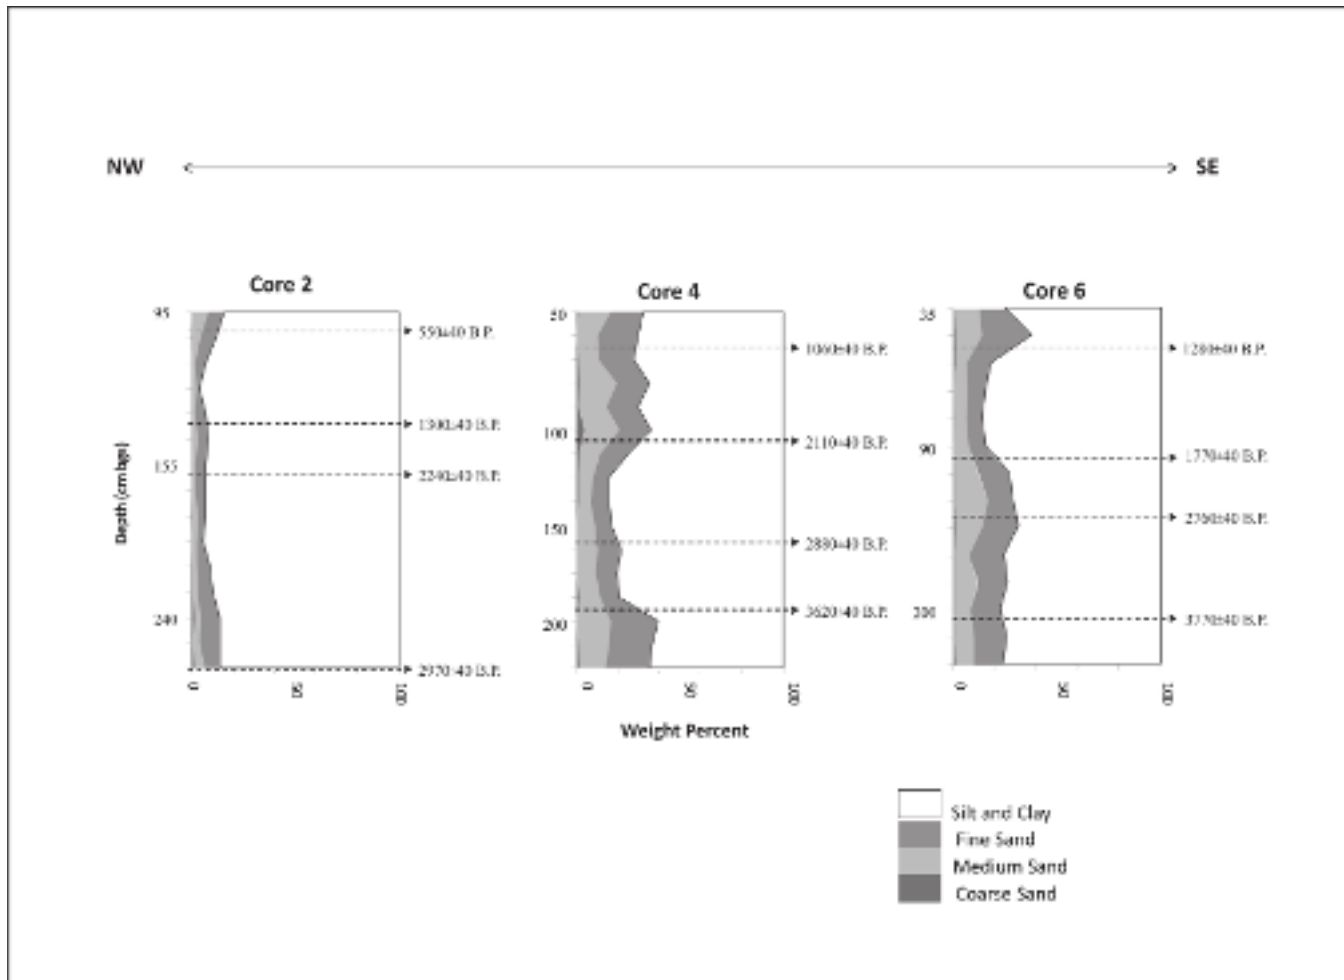 NW SE
Core 2
95
155
240
550±40 B.P.
1300±40 B.P.
2240±40 B.P.
2970±40 B.P.
0 50 100
Depth (cm bgs)
Core 4
50
100
150
200
1060±40 B.P.
2110±40 B.P.
2880±40 B.P.
3620±40 B.P.
0 50 100
Weight Percent
Core 6
35
90
200
1280±40 B.P.
1770±40 B.P.
2760±40 B.P.
3770±40 B.P.
0 50 100
Silt and Clay
Fine Sand
Medium Sand
Coarse Sand